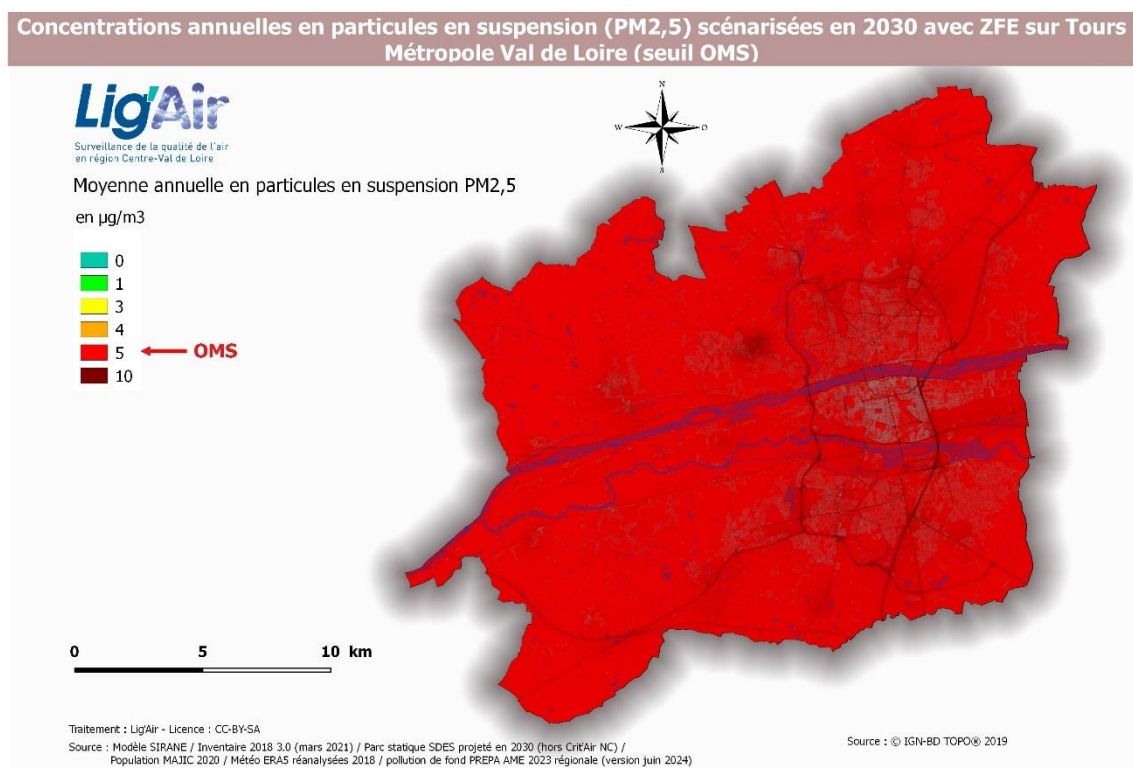 Concentrations annuelles en particules en suspension (PM2,5) scénarisées en 2030 avec ZFE sur Tours
Métropole Val de Loire (seuil OMS)
Lig'Air
Surveillance de la qualité de l'air
en région Centre-Val de Loire
N
W
O
S
Moyenne annuelle en particules en suspension PM2,5
en µg/m3
0
1
3
4
5 OMS
10
0 5 10 km
Traitement : Lig'Air - Licence : CC-BY-SA
Source : Modèle SIRANE / Inventaire 2018 3.0 (mars 2021) / Parc statique SDES projeté en 2030 (hors Crit'Air NC) /
Population MAJIC 2020 / Météo ERA5 réanalysées 2018 / pollution de fond PREPA AME 2023 régionale (version juin 2024)
Source : © IGN-BD TOPO® 2019